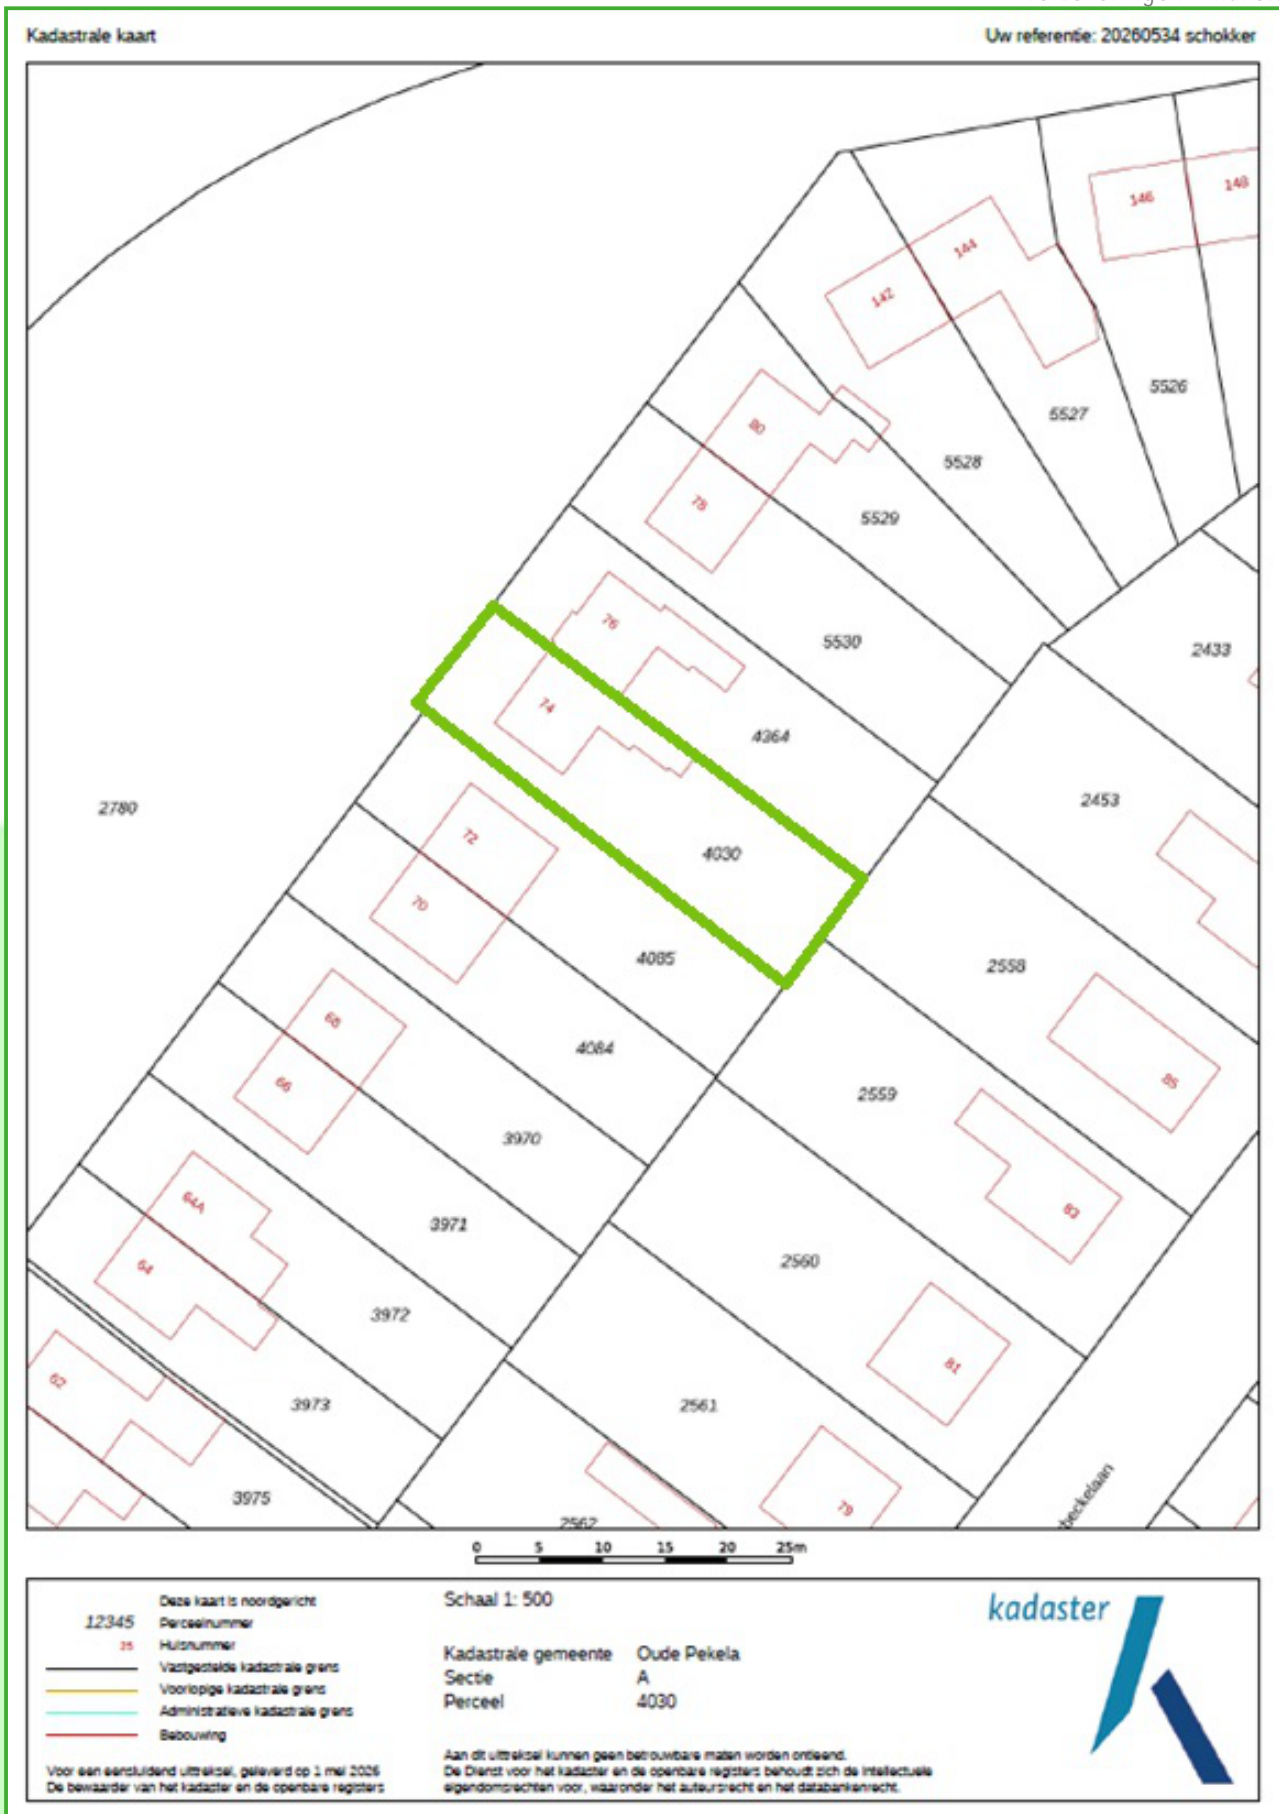 Kadastrale kaart
Uw referentie: 20260534 schokker
146
148
144
142
5526
5527
80
5528
78
5529
76
5530
2433
74
4364
2453
2780
72
4030
70
4085
2558
68
4084
85
66
2559
3970
64A
83
3971
64
2560
3972
62
81
3973
2561
79
3975
2562
beckelaan
0 5 10 15 20 25m
Deze kaart is noordgericht
12345 Perceelnummer
25 Huisnummer
Vastgestelde kadastrale grens
Voorlopige kadastrale grens
Administratieve kadastrale grens
Bebouwing
Voor een eensluidend uittreksel, geleverd op 1 mei 2026
De bewaarder van het kadaster en de openbare registers
Schaal 1: 500
Kadastrale gemeente Oude Pekela
Sectie A
Perceel 4030
Aan dit uittreksel kunnen geen betrouwbare maten worden ontleend.
De Dienst voor het kadaster en de openbare registers behoudt zich de intellectuele
eigendomsrechten voor, waaronder het auteursrecht en het databankenrecht.
kadaster